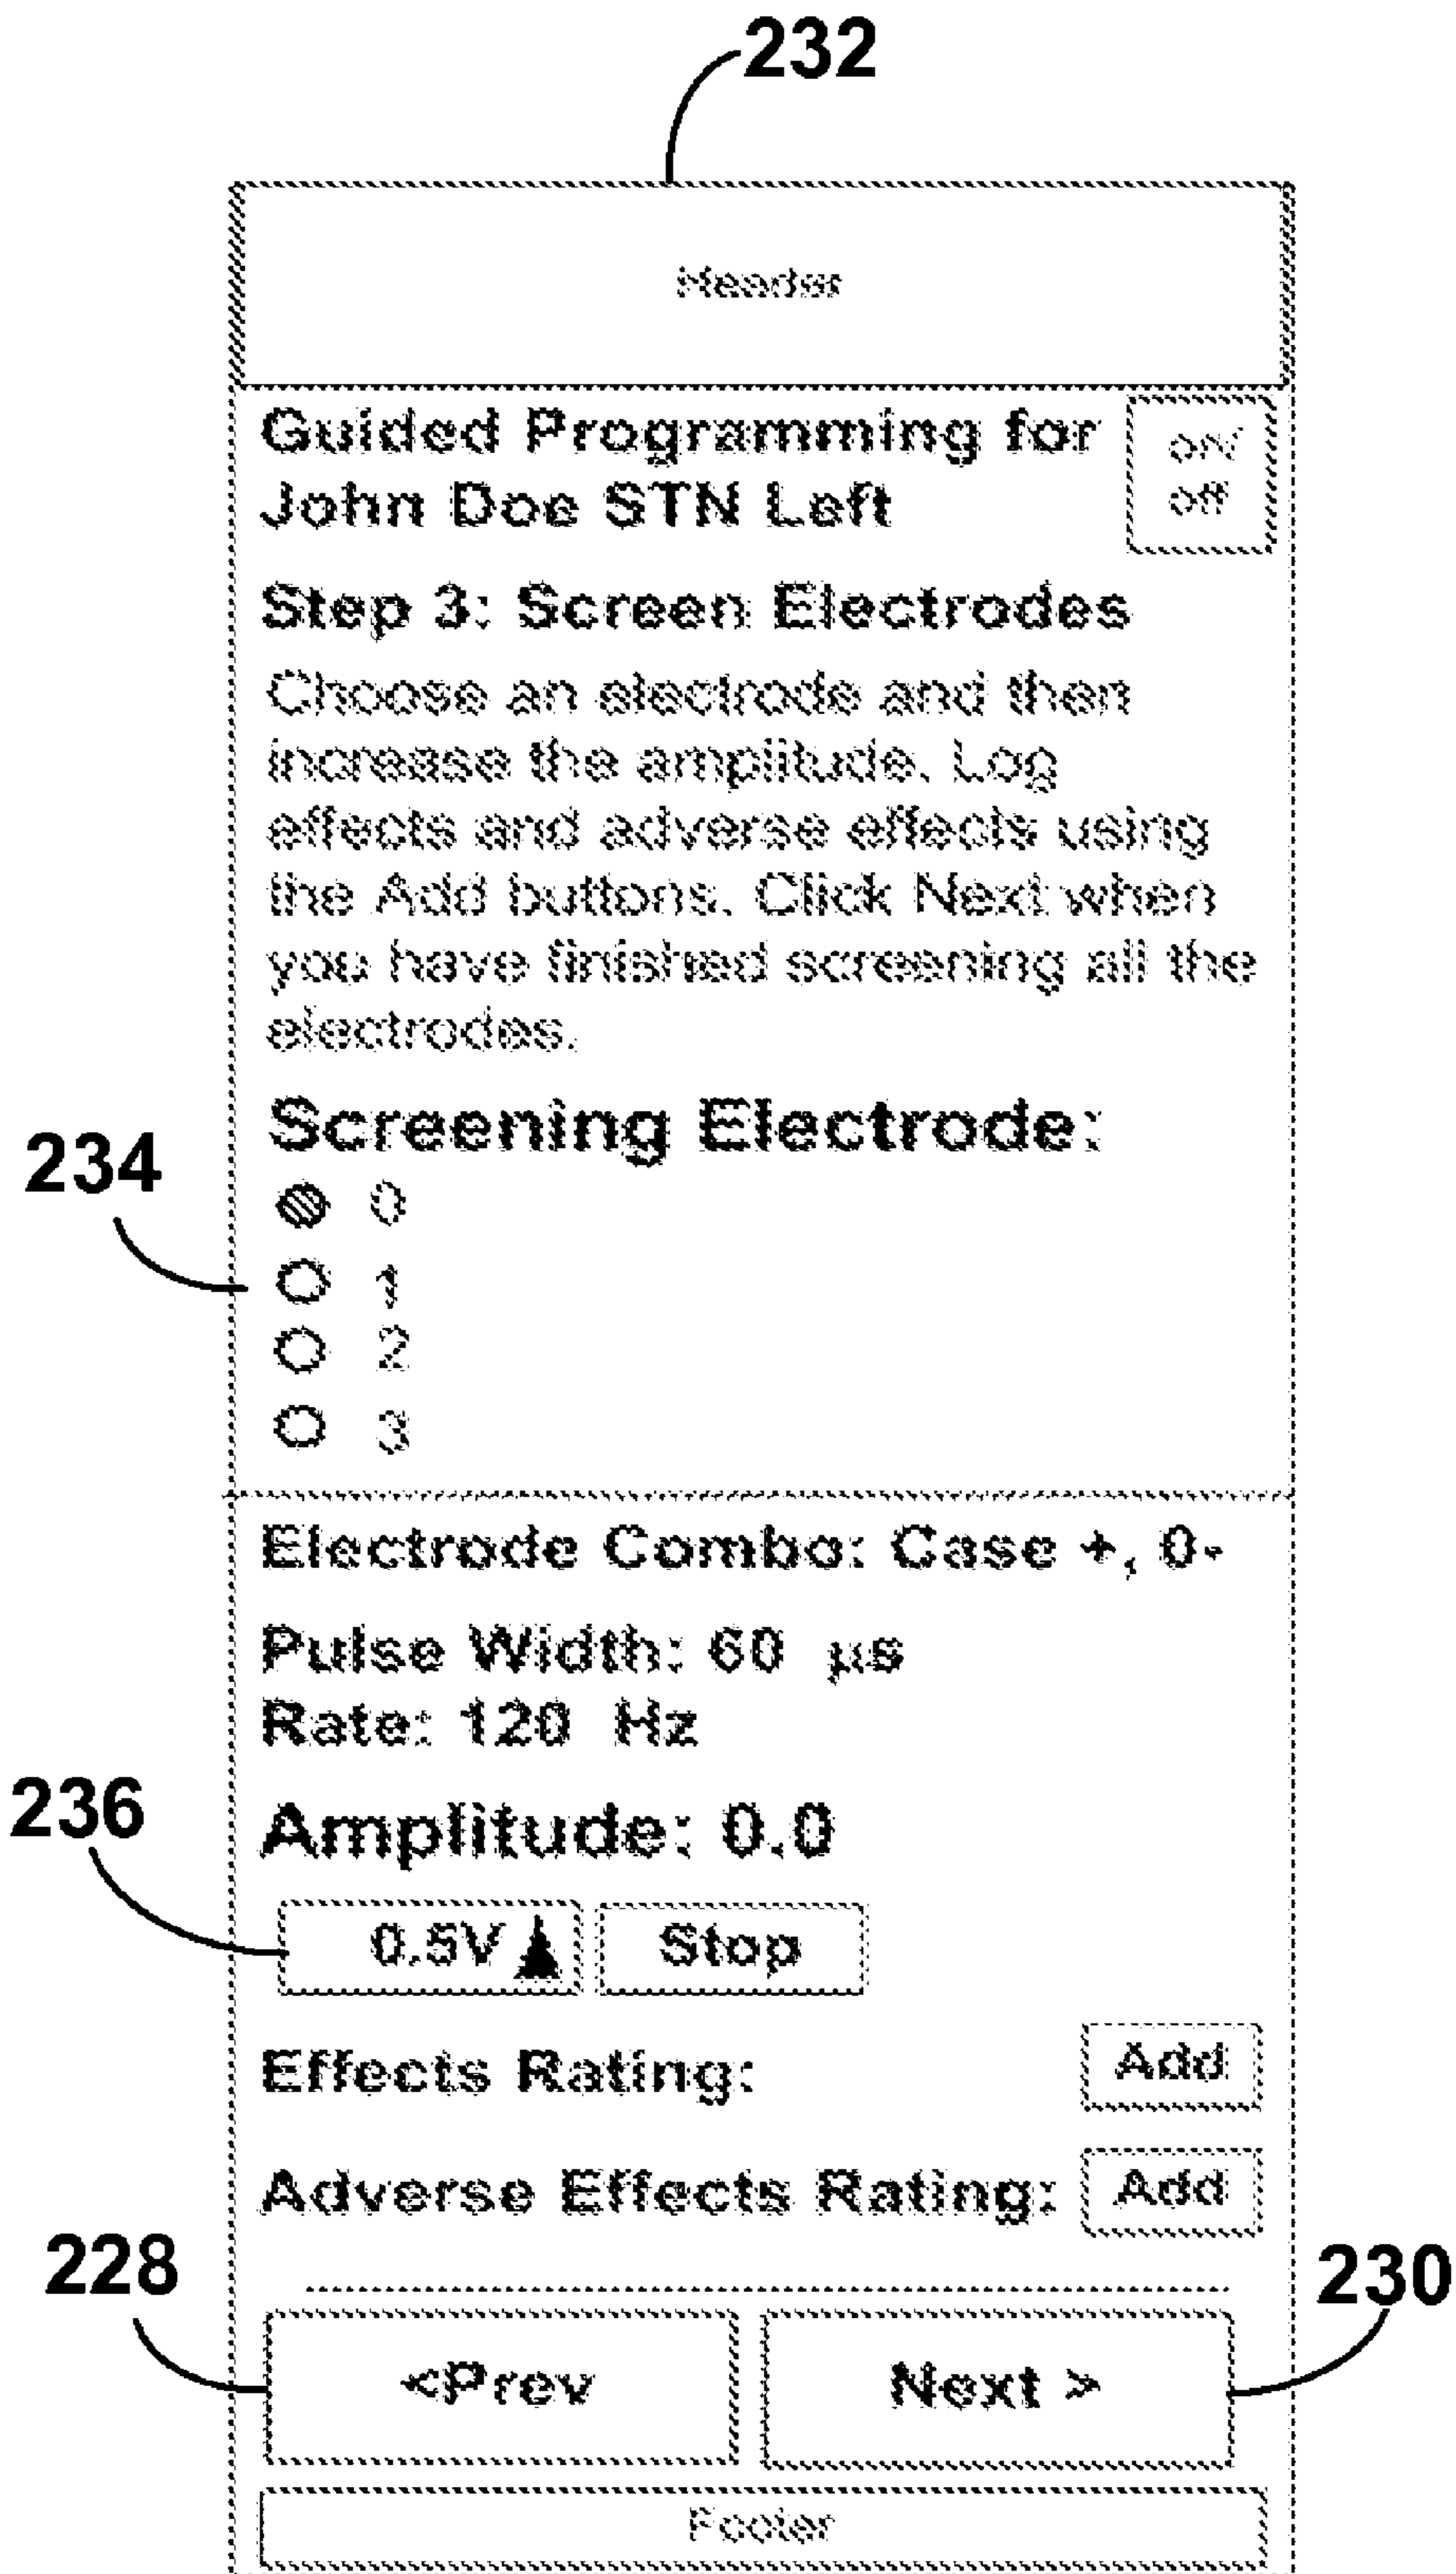 232
Header
Guided Programming for
John Doe STN Left
on/
off
Step 3: Screen Electrodes
Choose an electrode and then
increase the amplitude. Log
effects and adverse effects using
the Add buttons. Click Next when
you have finished screening all the
electrodes.
Screening Electrode:
234
0
1
2
3
Electrode Combo: Case +, 0-
Pulse Width: 60 µs
Rate: 120 Hz
Amplitude: 0.0
236
0.5V▲ Stop
Effects Rating: Add
Adverse Effects Rating: Add
228
230
<Prev Next >
Footer